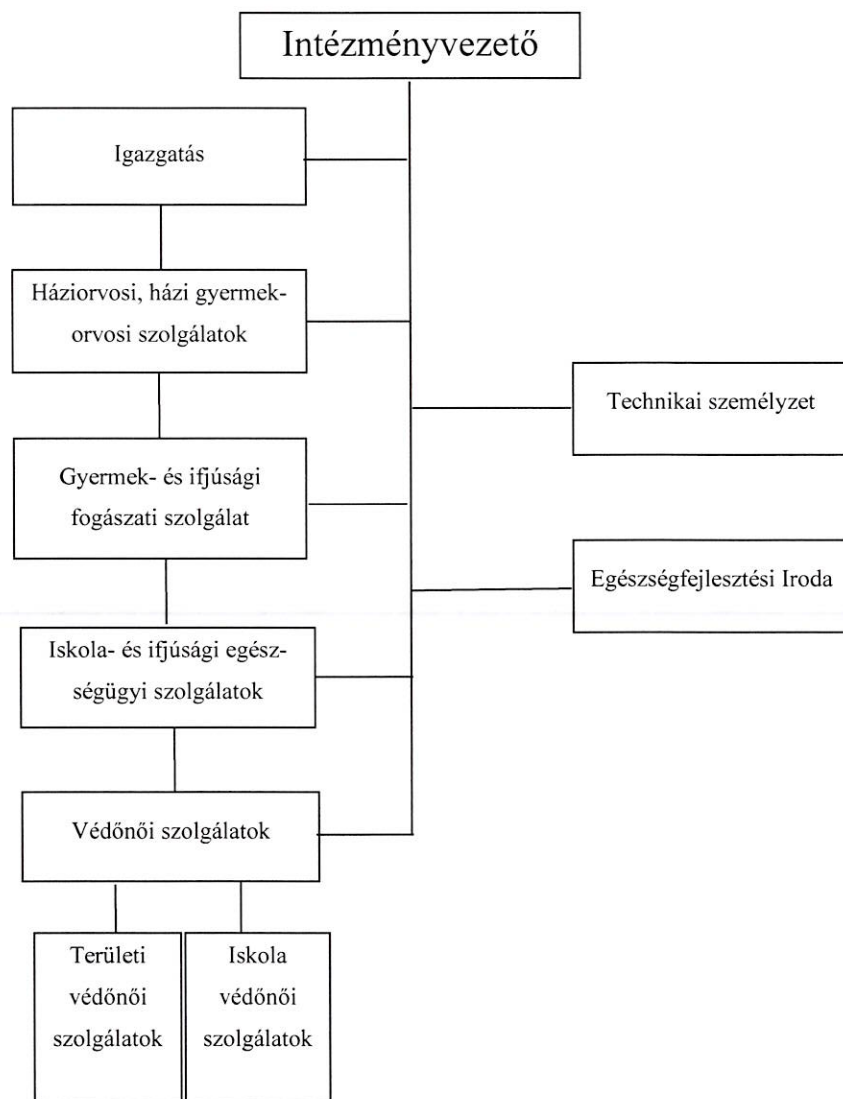 Intézményvezető
Igazgatás
Háziorvosi, házi gyermek-
orvosi szolgálatok
Technikai személyzet
Gyermek- és ifjúsági
fogászati szolgálat
Egészségfejlesztési Iroda
Iskola- és ifjúsági egész-
ségügyi szolgálatok
Védőnői szolgálatok
Területi
védőnői
szolgálatok
Iskola
védőnői
szolgálatok